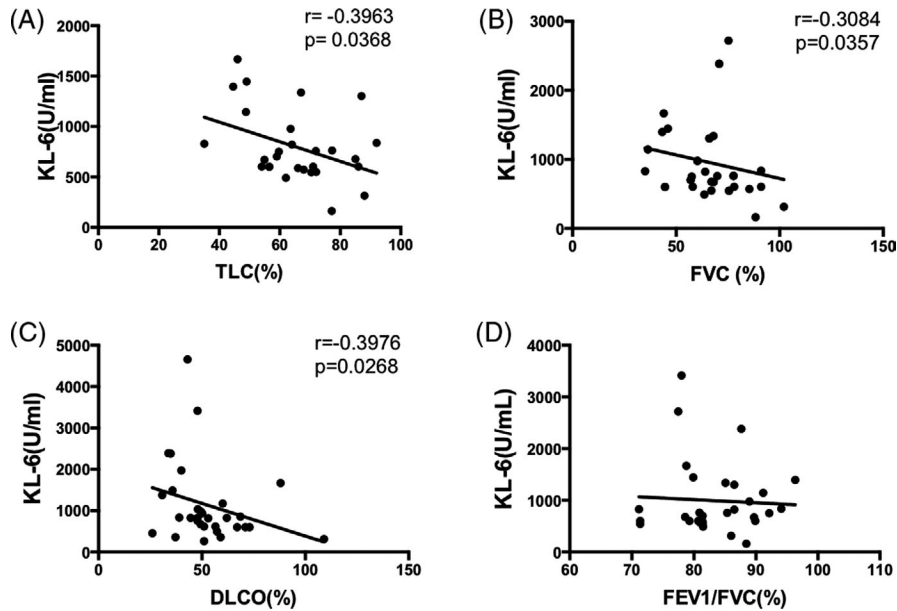 (A)
r= -0.3963
p= 0.0368
KL-6(U/ml)
2000
1500
1000
500
0
0 20 40 60 80 100
TLC(%)
(B)
r=-0.3084
p=0.0357
KL-6(U/ml)
3000
2000
1000
0
0 50 100 150
FVC (%)
(C)
r=-0.3976
p=0.0268
KL-6(U/ml)
5000
4000
3000
2000
1000
0
0 50 100 150
DLCO(%)
(D)
KL-6(U/mL)
4000
3000
2000
1000
0
60 70 80 90 100 110
FEV1/FVC(%)